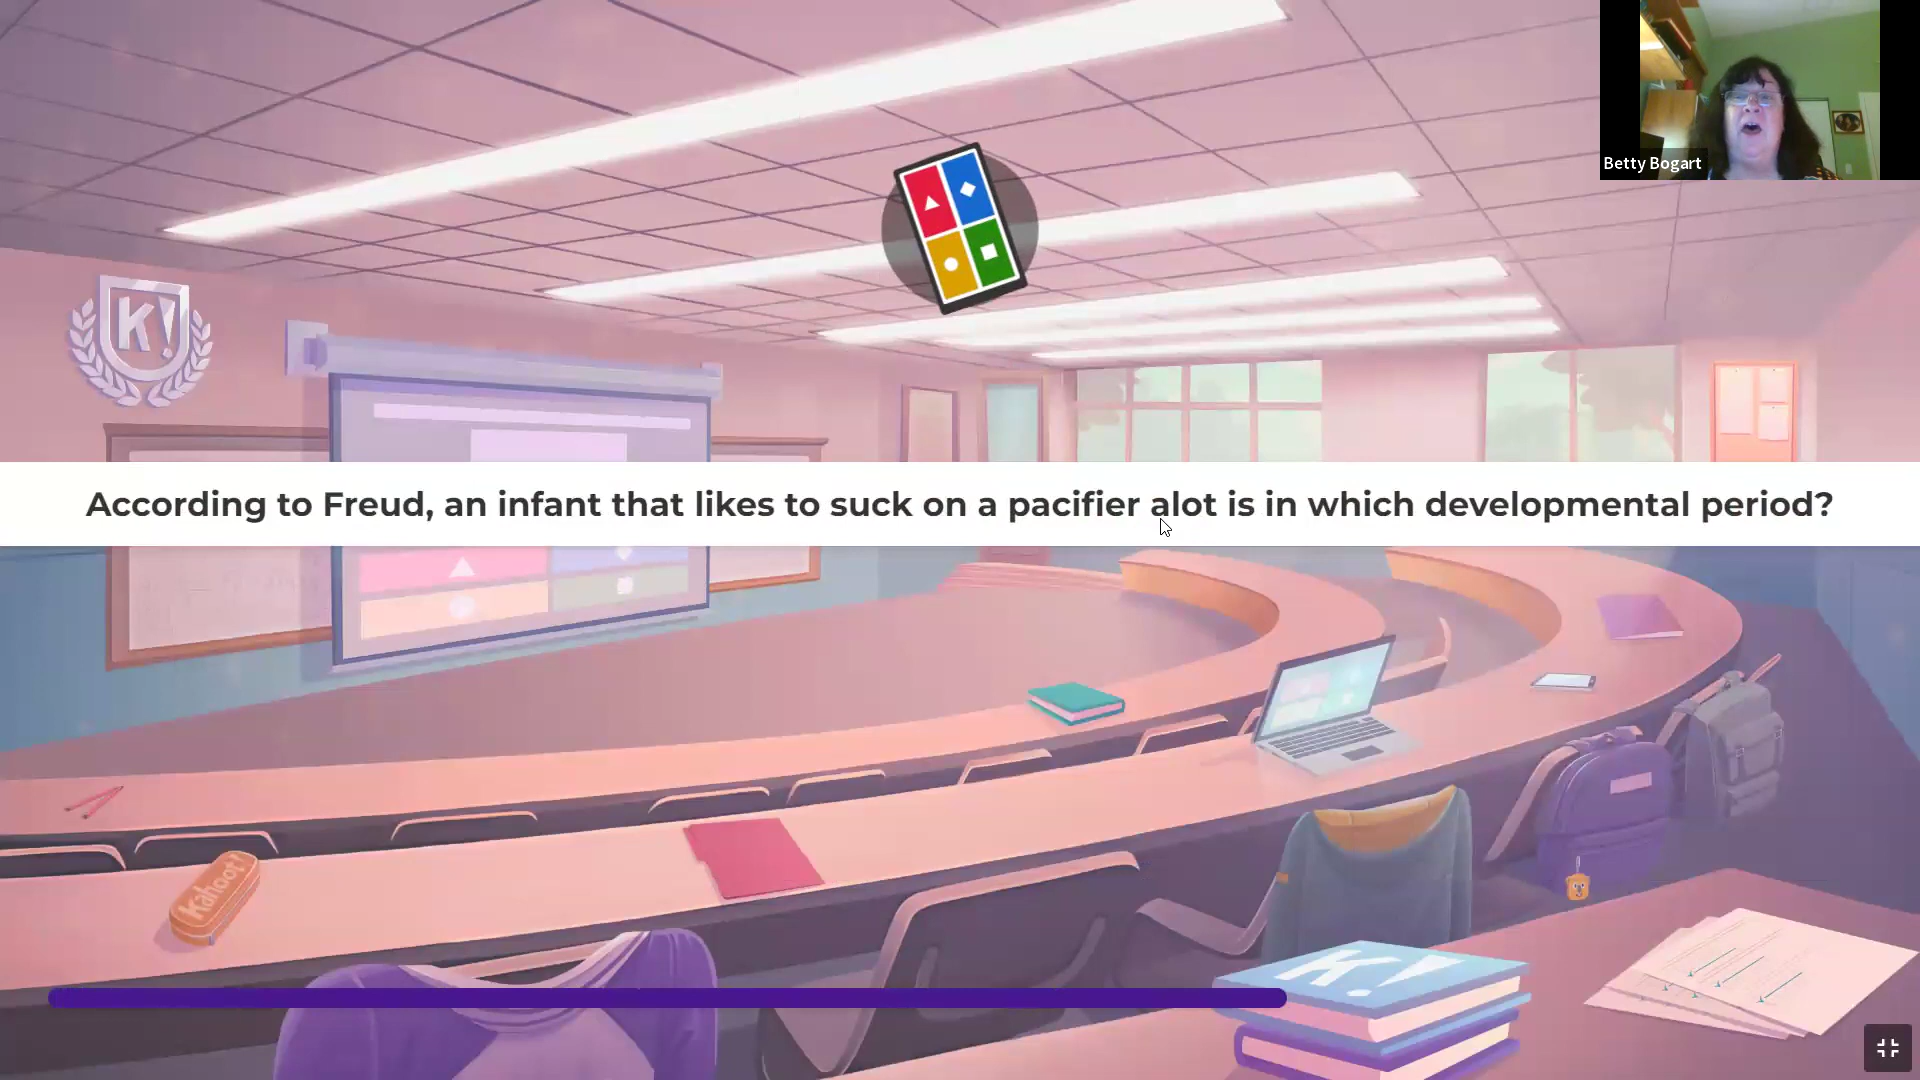 Betty Bogart
K!
According to Freud, an infant that likes to suck on a pacifier alot is in which developmental period?
Kahoot!
K!